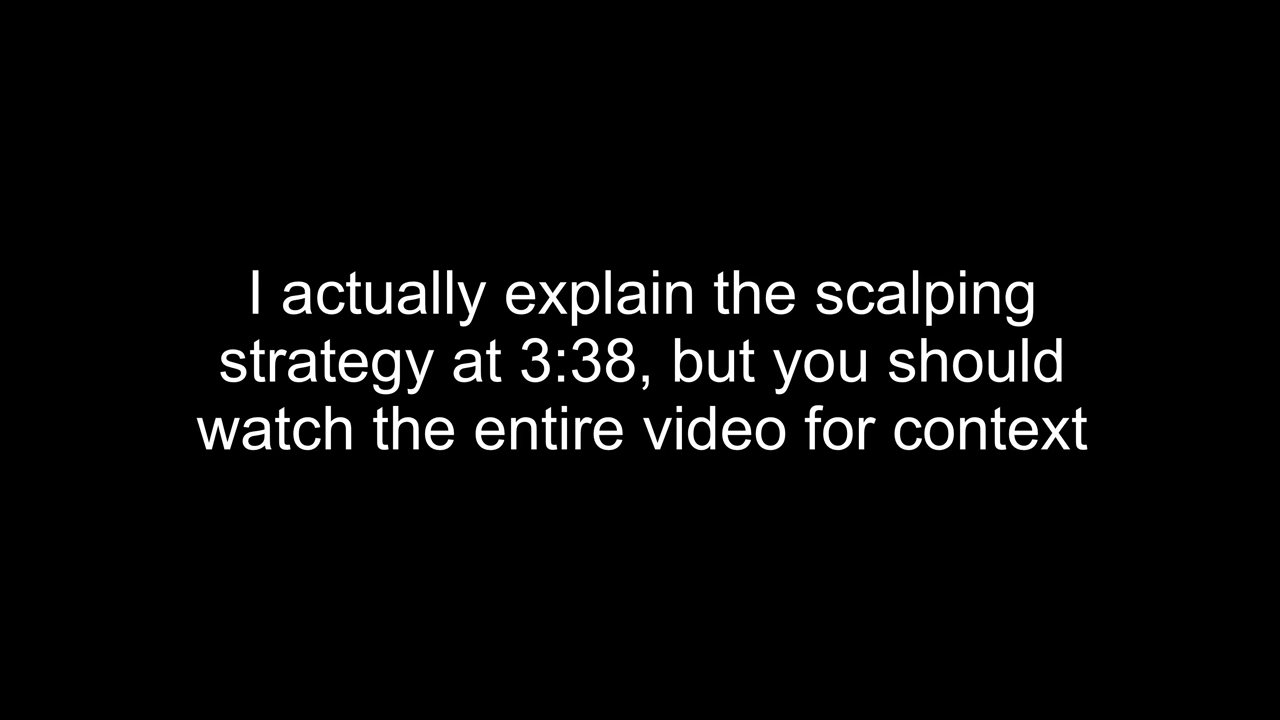 I actually explain the scalping
strategy at 3:38, but you should
watch the entire video for context